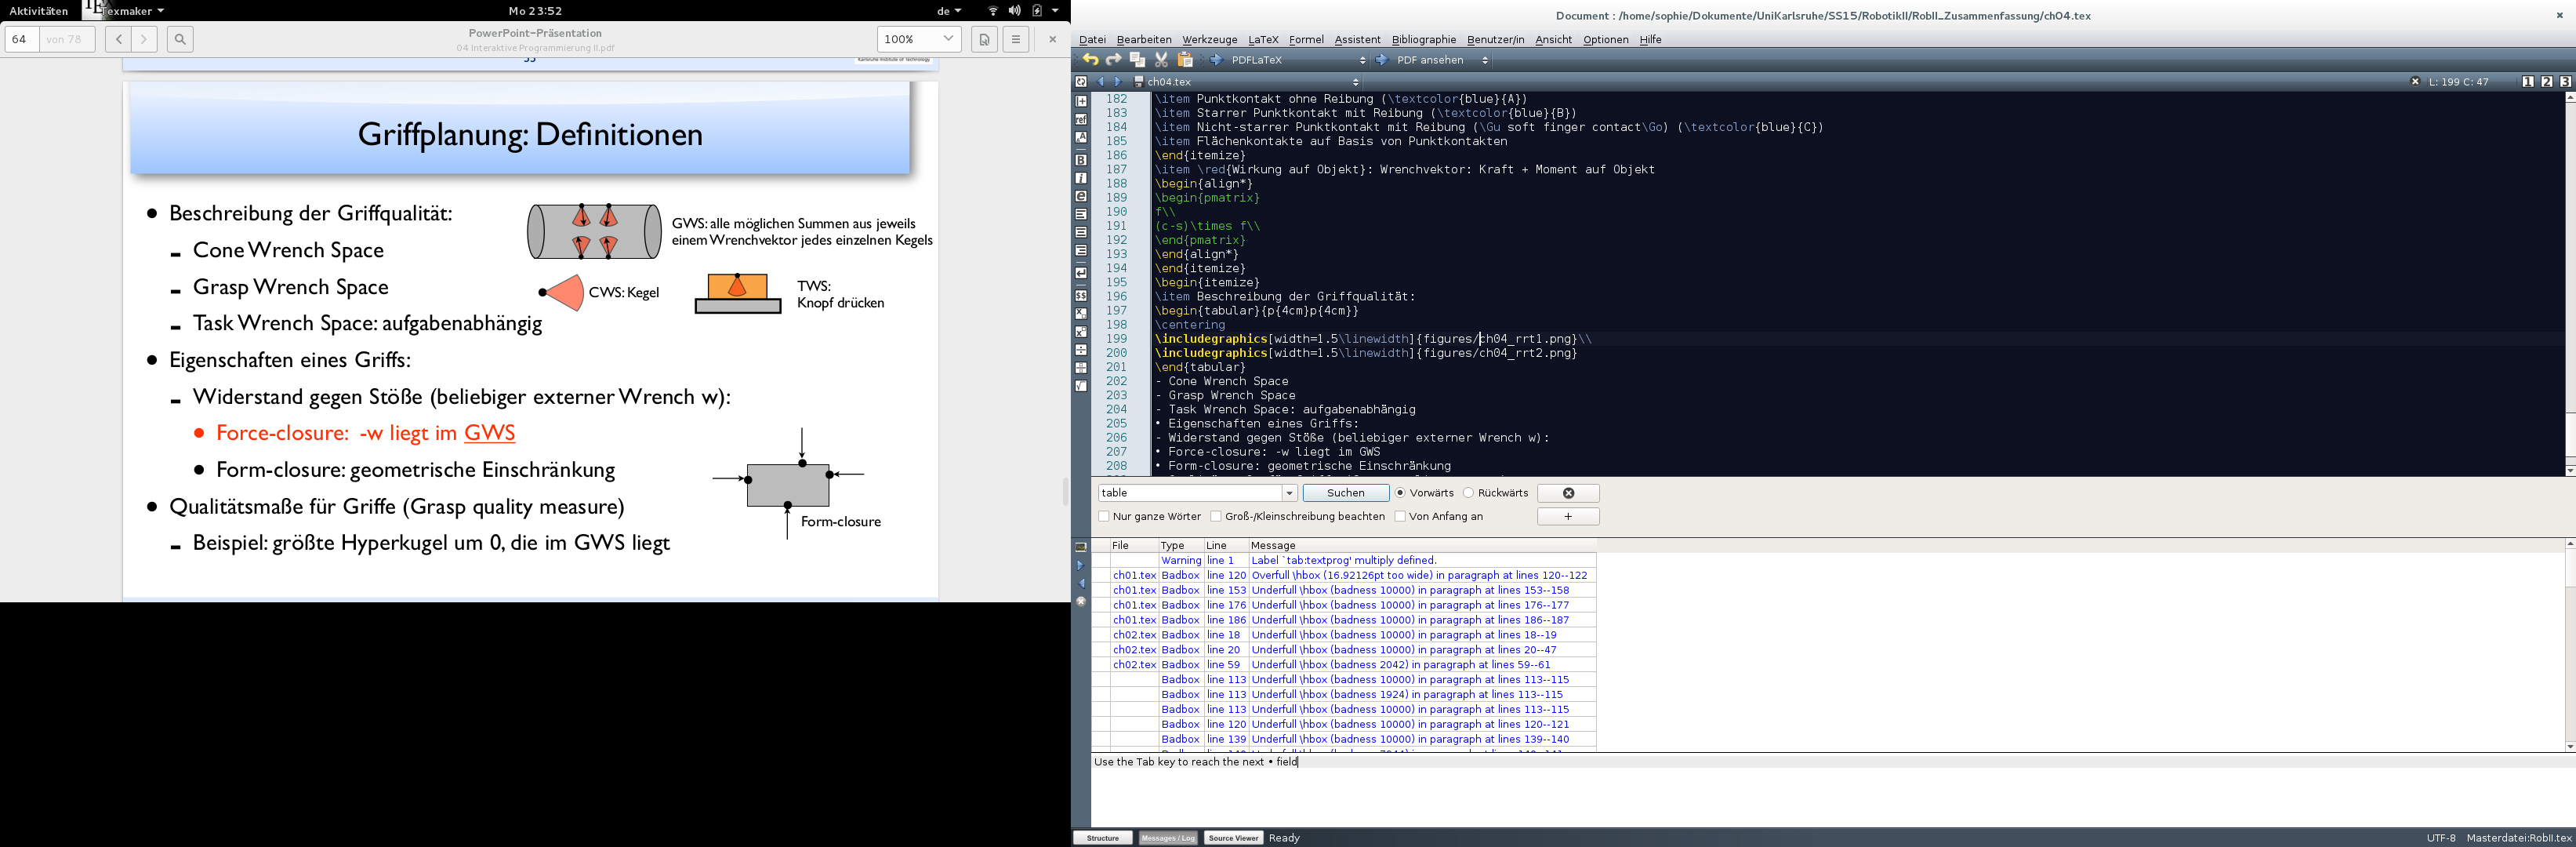 Aktivitäten
Texmaker
Mo 23:52
de
64
von 78
PowerPoint-Präsentation
04 Interaktive Programmierung II.pdf
100%
Griffplanung: Definitionen
• Beschreibung der Griffqualität:
- Cone Wrench Space
- Grasp Wrench Space
- Task Wrench Space: aufgabenabhängig
GWS: alle möglichen Summen aus jeweils
einem Wrenchvektor jedes einzelnen Kegels
CWS: Kegel
TWS:
Knopf drücken
• Eigenschaften eines Griffs:
- Widerstand gegen Stöße (beliebiger externer Wrench w):
• Force-closure: -w liegt im GWS
• Form-closure: geometrische Einschränkung
Form-closure
• Qualitätsmaße für Griffe (Grasp quality measure)
- Beispiel: größte Hyperkugel um 0, die im GWS liegt
Document : /home/sophie/Dokumente/UniKarlsruhe/SS15/RobotikII/RobII_Zusammenfassung/ch04.tex
Datei Bearbeiten Werkzeuge LaTeX Formel Assistent Bibliographie Benutzer/in Ansicht Optionen Hilfe
PDFLaTeX
PDF ansehen
ch04.tex
L: 199 C: 47
1 2 3
182 \item Punktkontakt ohne Reibung (\textcolor{blue}{A})
183 \item Starrer Punktkontakt mit Reibung (\textcolor{blue}{B})
184 \item Nicht-starrer Punktkontakt mit Reibung (\Gu soft finger contact\Go) (\textcolor{blue}{C})
185 \item Flächenkontakte auf Basis von Punktkontakten
186 \end{itemize}
187 \item \red{Wirkung auf Objekt}: Wrenchvektor: Kraft + Moment auf Objekt
188 \begin{align*}
189 \begin{pmatrix}
190 f\\
191 (c-s)\times f\\
192 \end{pmatrix}
193 \end{align*}
194 \end{itemize}
195 \begin{itemize}
196 \item Beschreibung der Griffqualität:
197 \begin{tabular}{p{4cm}p{4cm}}
198 \centering
199 \includegraphics[width=1.5\linewidth]{figures/ch04_rrt1.png}\\
200 \includegraphics[width=1.5\linewidth]{figures/ch04_rrt2.png}
201 \end{tabular}
202 - Cone Wrench Space
203 - Grasp Wrench Space
204 - Task Wrench Space: aufgabenabhängig
205 • Eigenschaften eines Griffs:
206 - Widerstand gegen Stöße (beliebiger externer Wrench w):
207 • Force-closure: -w liegt im GWS
208 • Form-closure: geometrische Einschränkung
table
Suchen
Vorwärts
Rückwärts
Nur ganze Wörter
Groß-/Kleinschreibung beachten
Von Anfang an
+
File Type Line Message
Warning line 1 Label `tab:textprog' multiply defined.
ch01.tex Badbox line 120 Overfull \hbox (16.92126pt too wide) in paragraph at lines 120--122
ch01.tex Badbox line 153 Underfull \hbox (badness 10000) in paragraph at lines 153--158
ch01.tex Badbox line 176 Underfull \hbox (badness 10000) in paragraph at lines 176--177
ch01.tex Badbox line 186 Underfull \hbox (badness 10000) in paragraph at lines 186--187
ch02.tex Badbox line 18 Underfull \hbox (badness 10000) in paragraph at lines 18--19
ch02.tex Badbox line 20 Underfull \hbox (badness 10000) in paragraph at lines 20--47
ch02.tex Badbox line 59 Underfull \hbox (badness 2042) in paragraph at lines 59--61
Badbox line 113 Underfull \hbox (badness 10000) in paragraph at lines 113--115
Badbox line 113 Underfull \hbox (badness 1924) in paragraph at lines 113--115
Badbox line 113 Underfull \hbox (badness 10000) in paragraph at lines 113--115
Badbox line 120 Underfull \hbox (badness 10000) in paragraph at lines 120--121
Badbox line 139 Underfull \hbox (badness 10000) in paragraph at lines 139--140
Use the Tab key to reach the next • field
Structure
Messages / Log
Source Viewer
Ready
UTF-8
Masterdatei:RobII.tex